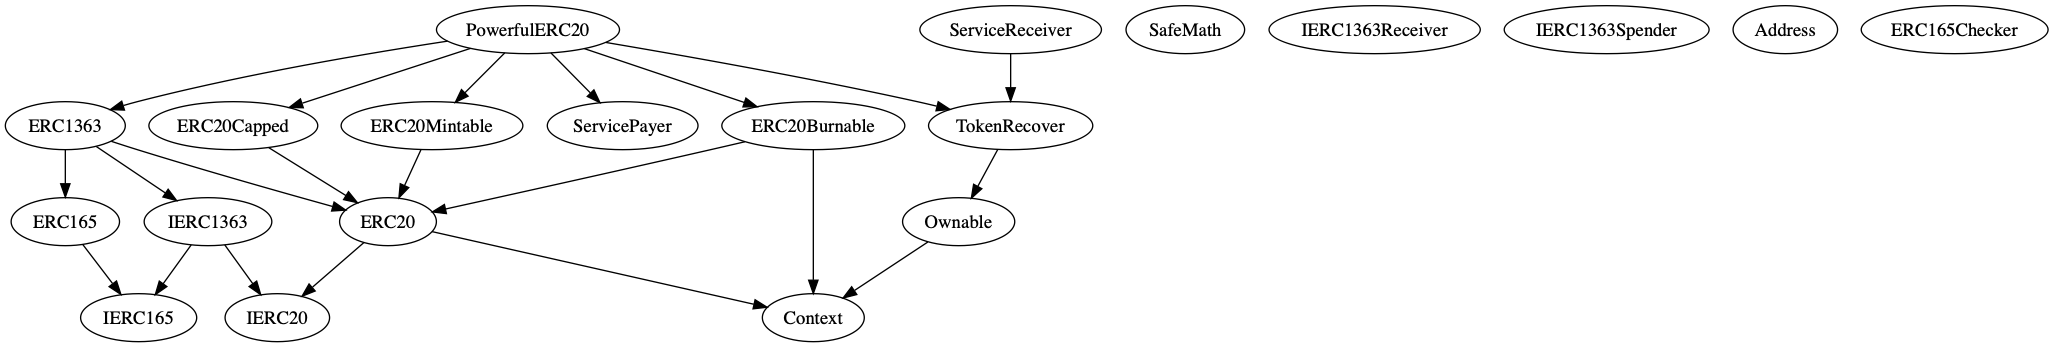 PowerfulERC20
ServiceReceiver
SafeMath
IERC1363Receiver
IERC1363Spender
Address
ERC165Checker
ERC1363
ERC20Capped
ERC20Mintable
ServicePayer
ERC20Burnable
TokenRecover
ERC165
IERC1363
ERC20
Ownable
IERC165
IERC20
Context